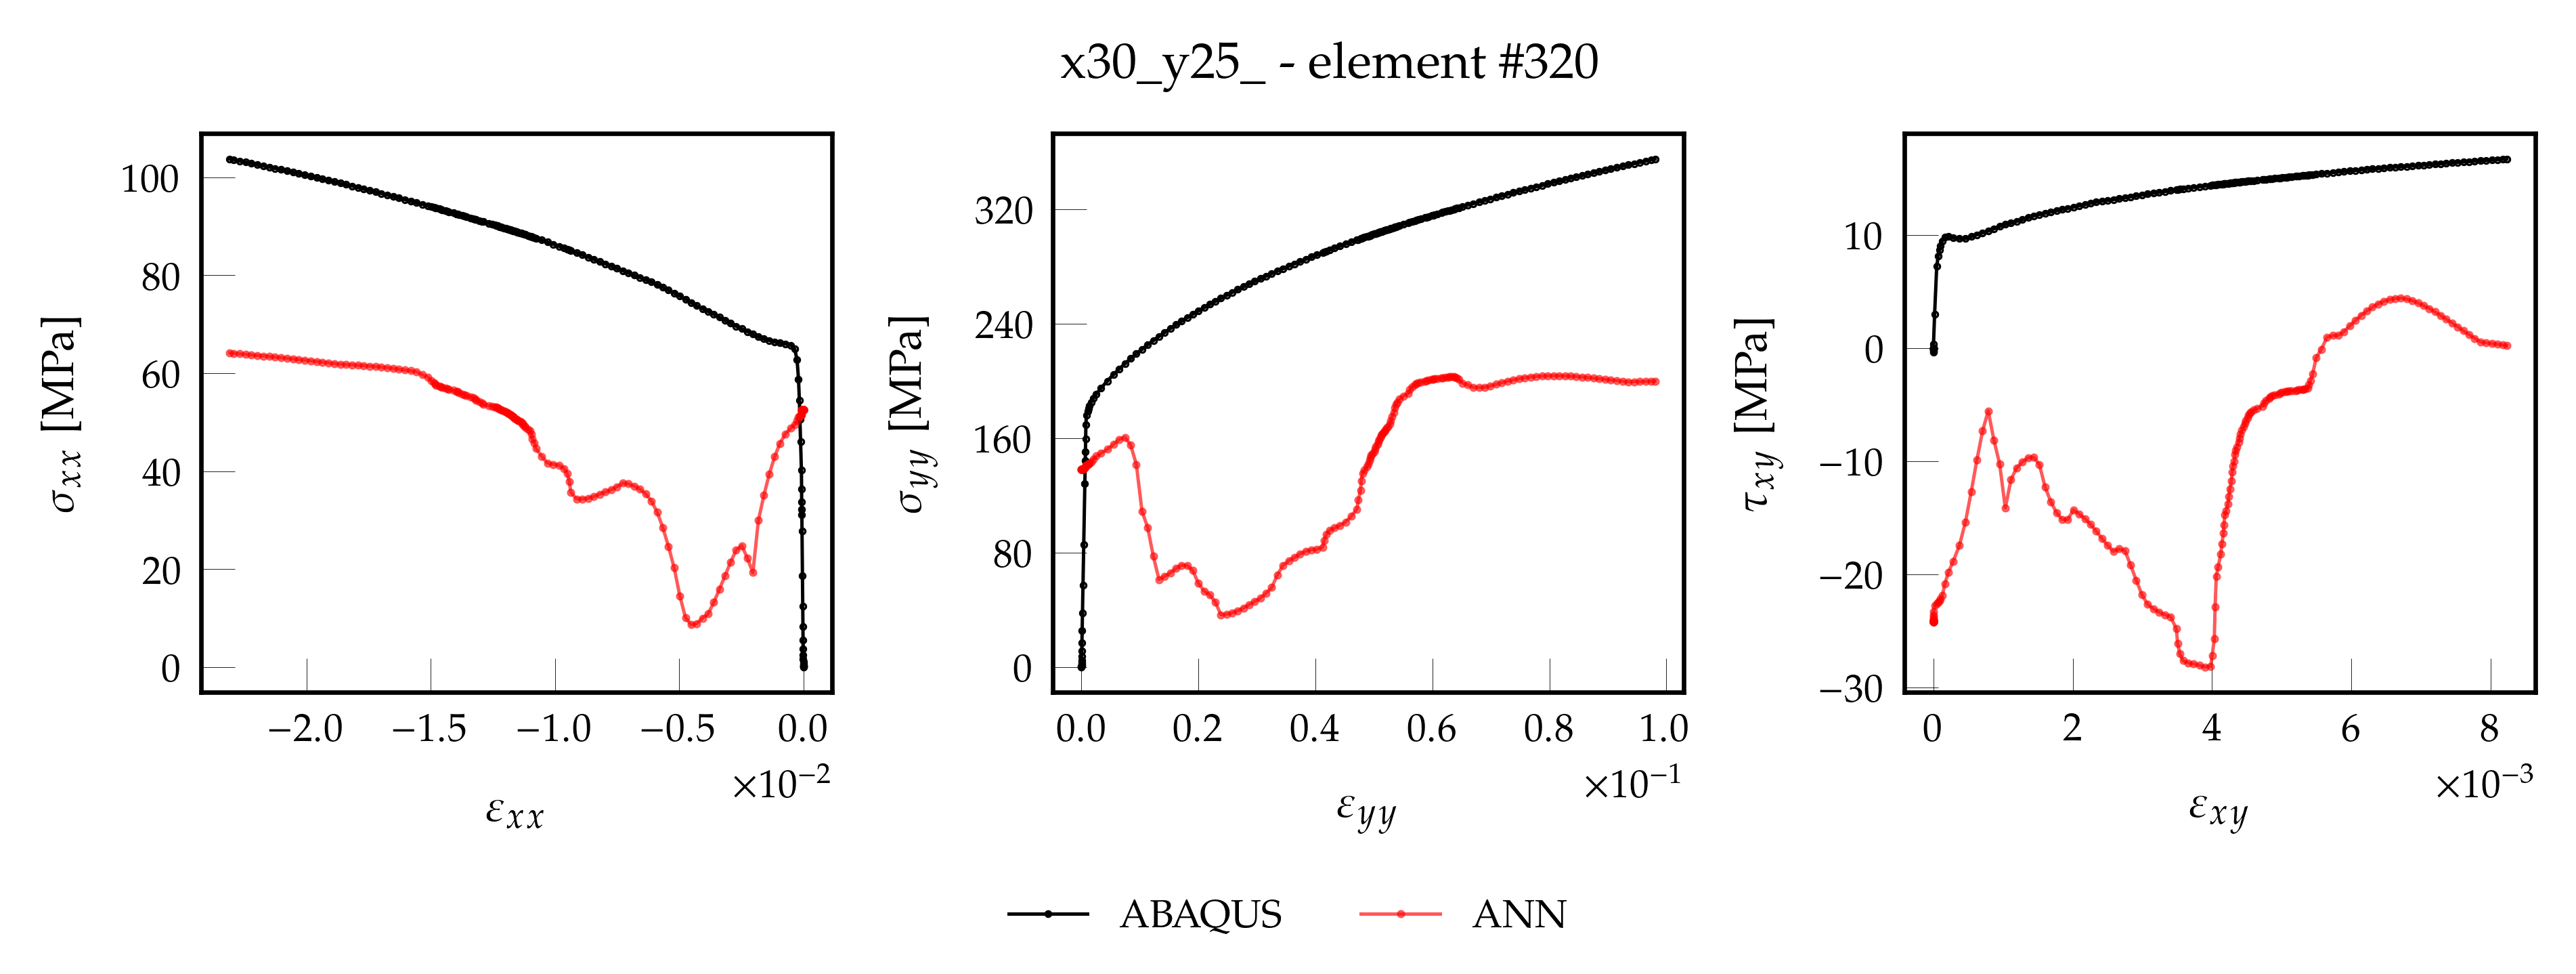 x30_y25_ - element #320
σxx [MPa]
100
80
60
40
20
0
−2.0 −1.5 −1.0 −0.5 0.0
×10−2
εxx
σyy [MPa]
320
240
160
80
0
0.0 0.2 0.4 0.6 0.8 1.0
×10−1
εyy
τxy [MPa]
10
0
−10
−20
−30
0 2 4 6 8
×10−3
εxy
ABAQUS ANN